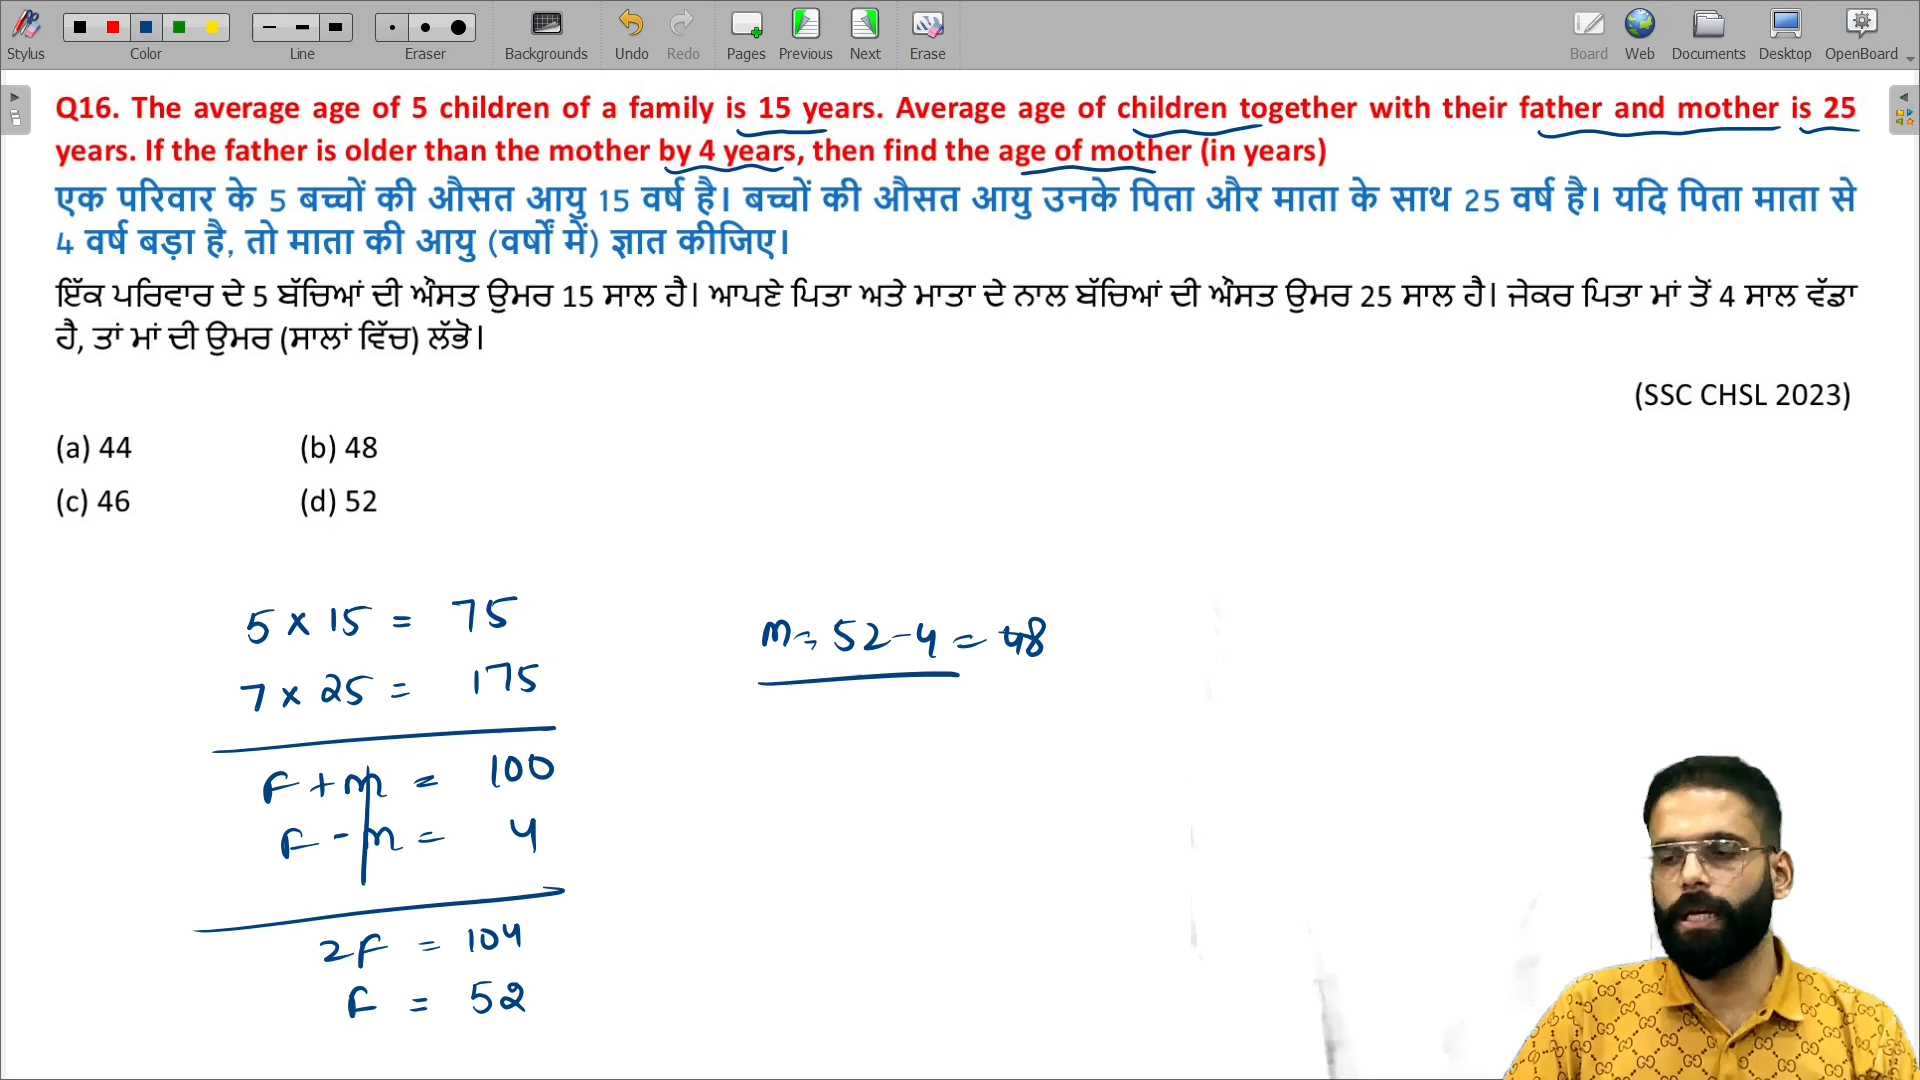 Stylus Color Line Eraser Backgrounds Undo Redo Pages Previous Next Erase Board Web Documents Desktop OpenBoard
Q16. The average age of 5 children of a family is 15 years. Average age of children together with their father and mother is 25
years. If the father is older than the mother by 4 years, then find the age of mother (in years)
एक परिवार के 5 बच्चों की औसत आयु 15 वर्ष है। बच्चों की औसत आयु उनके पिता और माता के साथ 25 वर्ष है। यदि पिता माता से
4 वर्ष बड़ा है, तो माता की आयु (वर्षों में) ज्ञात कीजिए।
ਇੱਕ ਪਰਿਵਾਰ ਦੇ 5 ਬੱਚਿਆਂ ਦੀ ਔਸਤ ਉਮਰ 15 ਸਾਲ ਹੈ। ਆਪਣੇ ਪਿਤਾ ਅਤੇ ਮਾਤਾ ਦੇ ਨਾਲ ਬੱਚਿਆਂ ਦੀ ਔਸਤ ਉਮਰ 25 ਸਾਲ ਹੈ। ਜੇਕਰ ਪਿਤਾ ਮਾਂ ਤੋਂ 4 ਸਾਲ ਵੱਡਾ
ਹੈ, ਤਾਂ ਮਾਂ ਦੀ ਉਮਰ (ਸਾਲਾਂ ਵਿੱਚ) ਲੱਭੋ।
(SSC CHSL 2023)
(a) 44 (b) 48
(c) 46 (d) 52
5 x 15 = 75
7 x 25 = 175
F + m = 100
F - m = 4
2F = 104
F = 52
m = 52 - 4 = 48